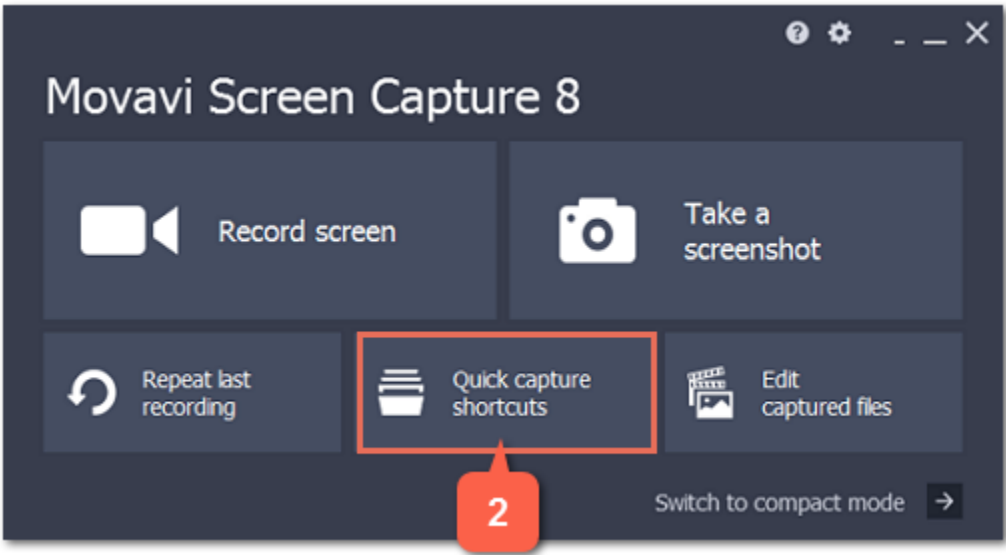 Movavi Screen Capture 8
Record screen
Take a
screenshot
Repeat last
recording
Quick capture
shortcuts
Edit
captured files
2
Switch to compact mode